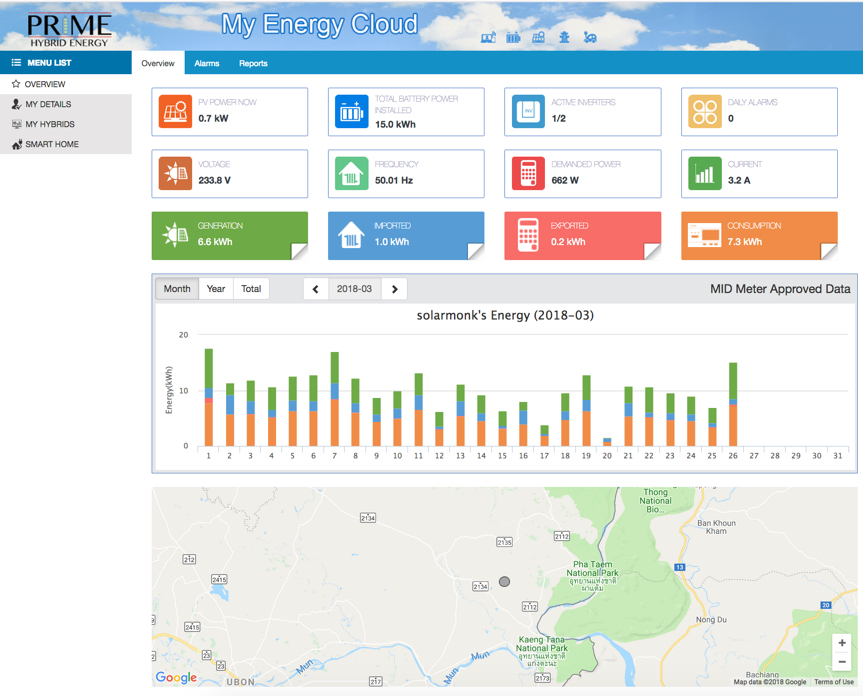 PRIME
HYBRID ENERGY
My Energy Cloud
MENU LIST
Overview
Alarms
Reports
OVERVIEW
MY DETAILS
MY HYBRIDS
SMART HOME
PV POWER NOW
0.7 kW
TOTAL BATTERY POWER
INSTALLED
15.0 kWh
INV
ACTIVE INVERTERS
1/2
DAILY ALARMS
0
VOLTAGE
233.8 V
FREQUENCY
50.01 Hz
DEMANDED POWER
662 W
CURRENT
3.2 A
GENERATION
6.6 kWh
IMPORTED
1.0 kWh
EXPORTED
0.2 kWh
CONSUMPTION
7.3 kWh
Month
Year
Total
2018-03
MID Meter Approved Data
solarmonk's Energy (2018-03)
Energy(kWh)
20
10
0
1 2 3 4 5 6 7 8 9 10 11 12 13 14 15 16 17 18 19 20 21 22 23 24 25 26 27 28 29 30 31
Thong
National
Bio...
Ban Khoun
Kham
2134
2112
2135
212
Pha Taem
National Park
อุทยานแห่งชาติ
ผาแต้ม
13
2415
2134
2112
20
Nong Du
2415
Kaeng Tana
National Park
อุทยานแห่งชาติ
แก่งตะนะ
23
23
Mun
Mun
Mun
2173
217
UBON
Bachiang
+
−
Google
Map data ©2018 Google
Terms of Use